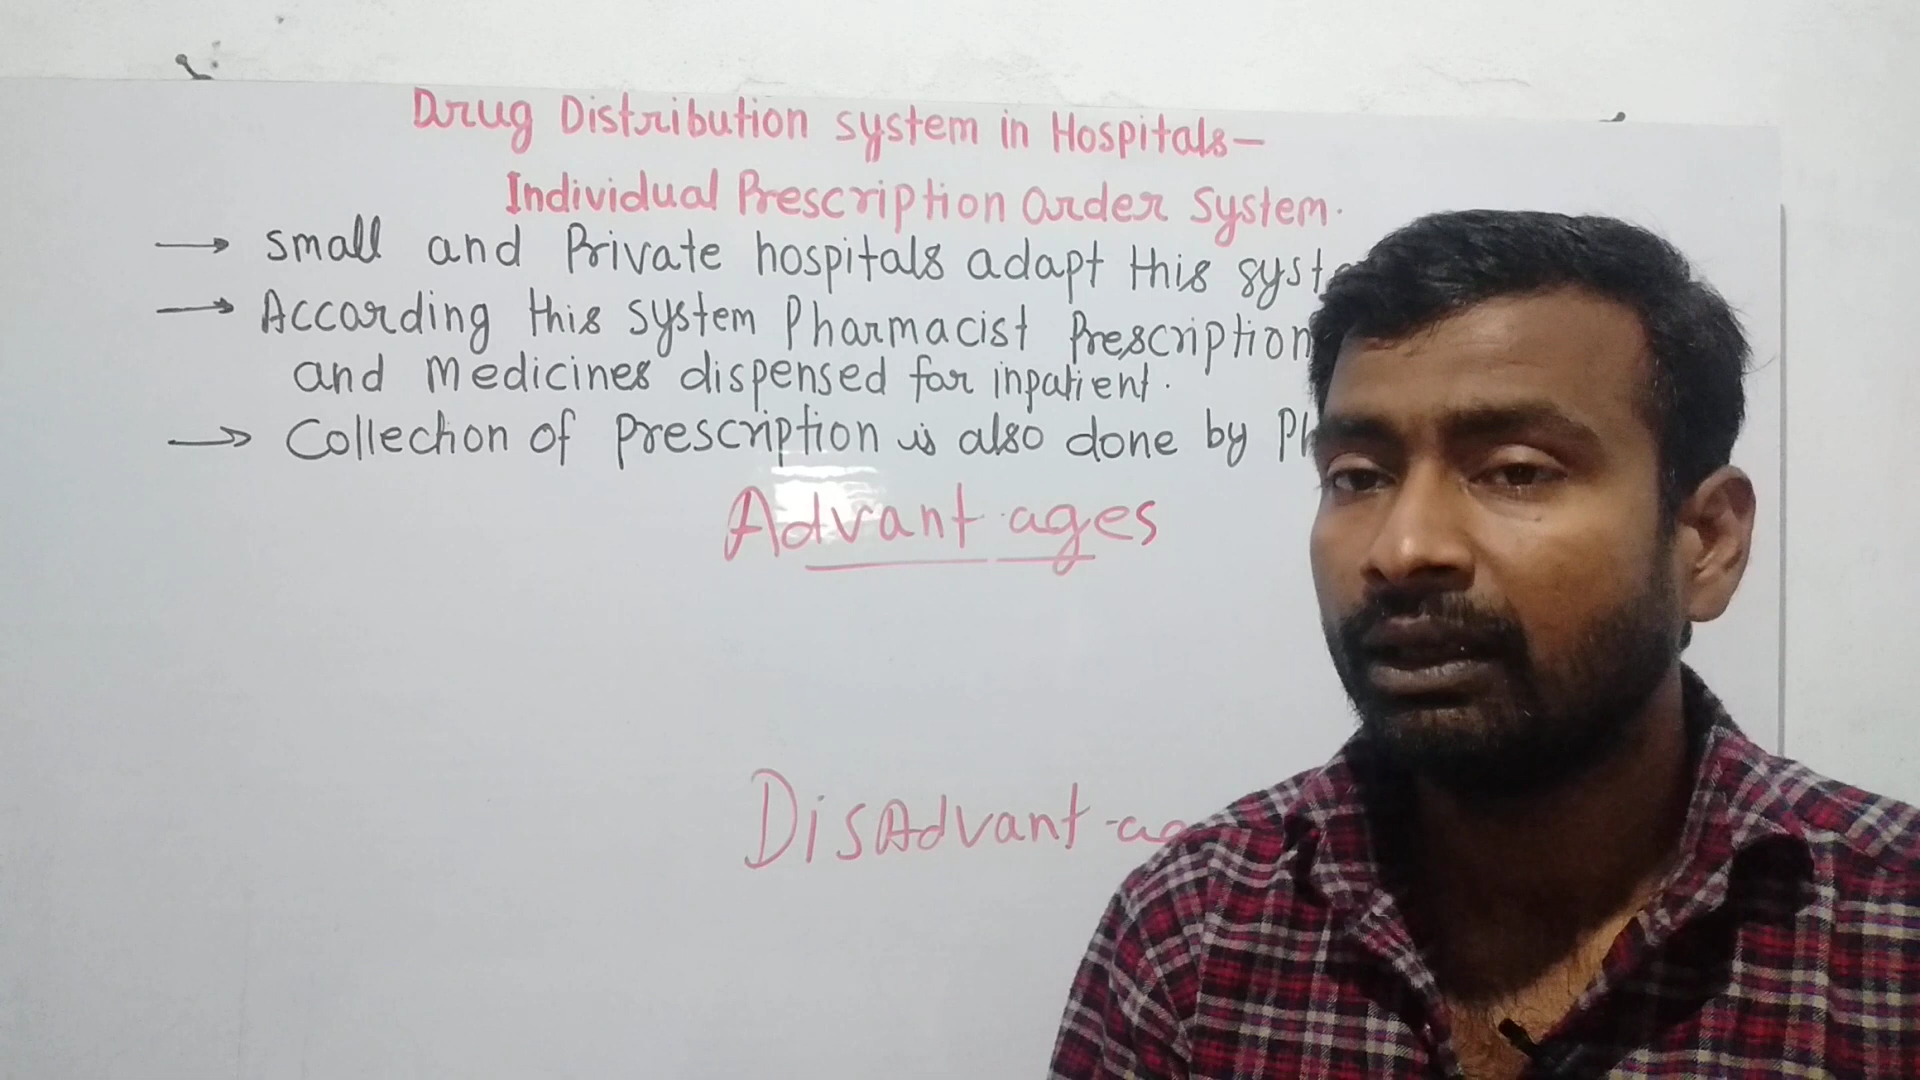 Drug Distribution system in Hospitals—
Individual Prescription Order System.
→ small and Private hospitals adapt this
→ According this system Pharmacist Prescription
and Medicines dispensed for inpatient.
→ Collection of prescription is also done by
Advantages